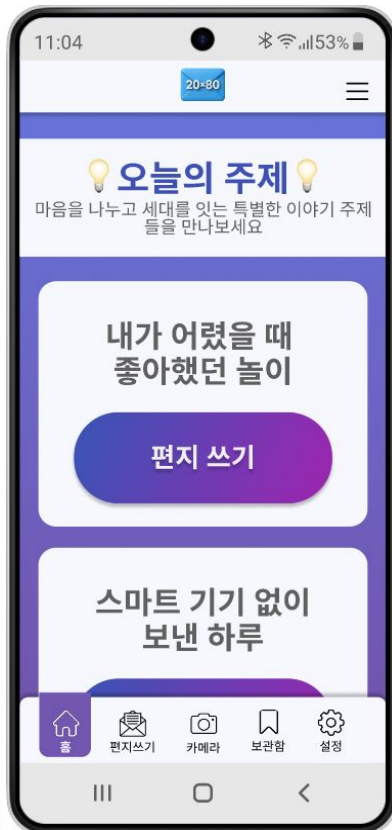 11:04
53%
20×80
오늘의 주제
마음을 나누고 세대를 잇는 특별한 이야기 주제
들을 만나보세요
내가 어렸을 때
좋아했던 놀이
편지 쓰기
스마트 기기 없이
보낸 하루
홈
편지쓰기
카메라
보관함
설정